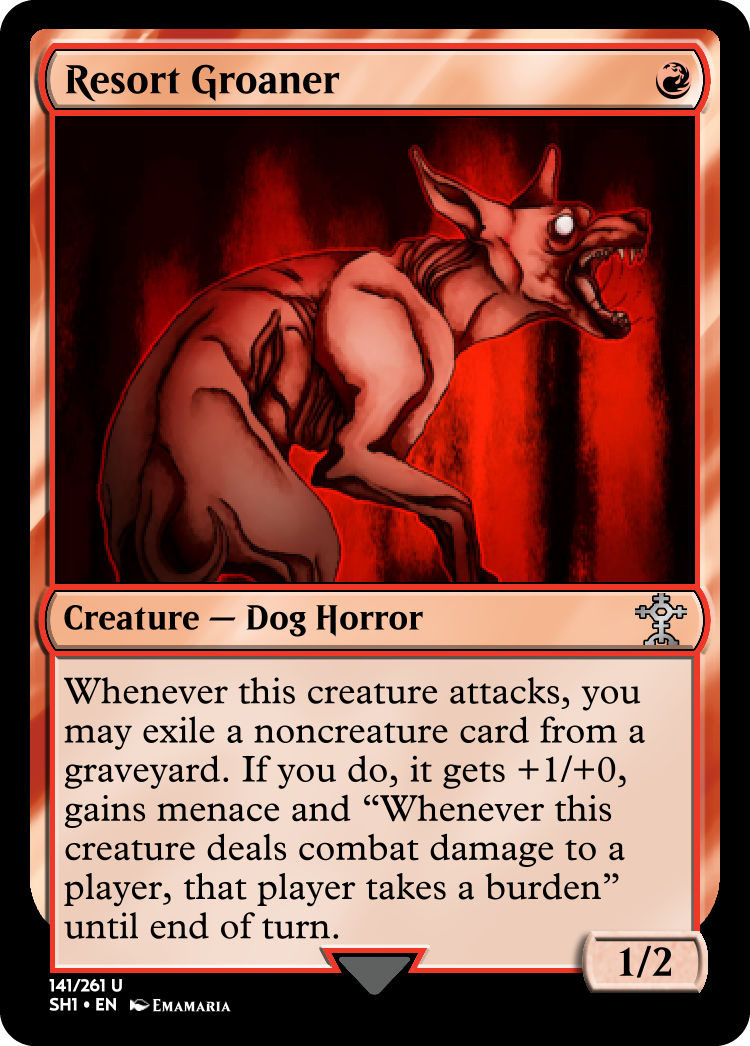 Resort Groaner
Creature — Dog Horror
Whenever this creature attacks, you
may exile a noncreature card from a
graveyard. If you do, it gets +1/+0,
gains menace and “Whenever this
creature deals combat damage to a
player, that player takes a burden”
until end of turn.
1/2
141/261 U
SH1 • EN EMAMARIA